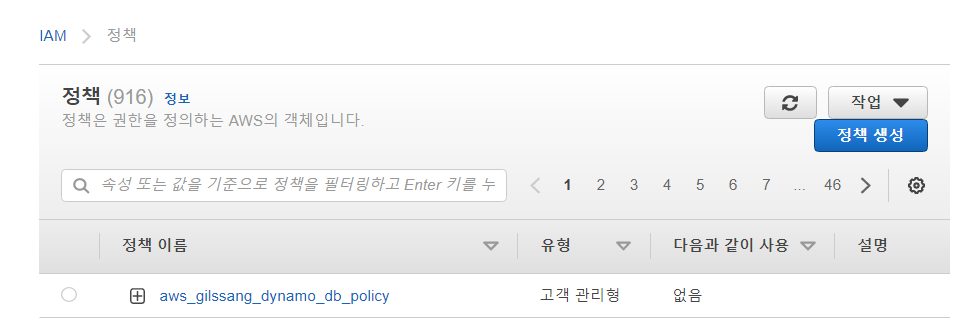 IAM > 정책
정책 (916) 정보
정책은 권한을 정의하는 AWS의 객체입니다.
작업
정책 생성
속성 또는 값을 기준으로 정책을 필터링하고 Enter 키를 누
1 2 3 4 5 6 7 ... 46
정책 이름 유형 다음과 같이 사용 설명
aws_gilssang_dynamo_db_policy 고객 관리형 없음